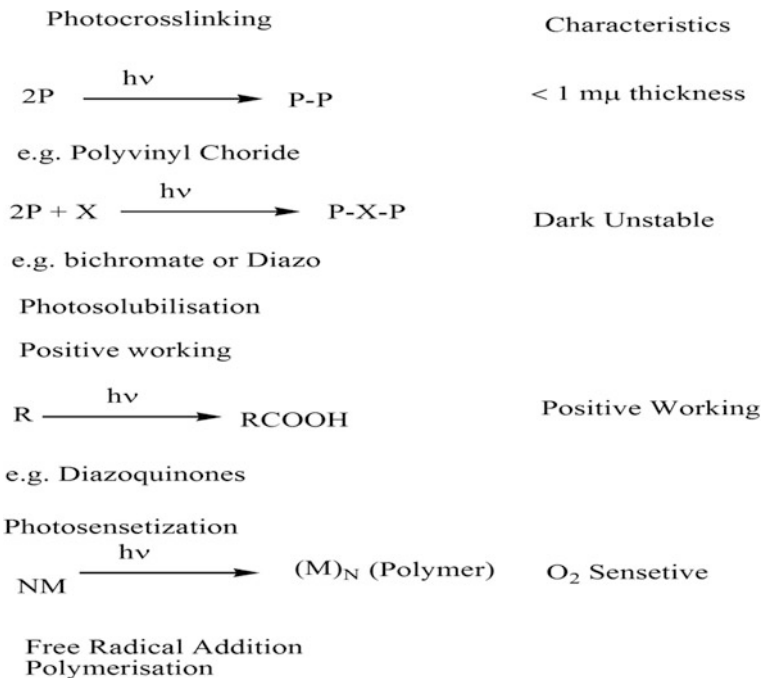 Photocrosslinking Characteristics
hν
2P P-P < 1 mμ thickness
e.g. Polyvinyl Choride
hν
2P + X P-X-P Dark Unstable
e.g. bichromate or Diazo
Photosolubilisation
Positive working
hν
R RCOOH Positive Working
e.g. Diazoquinones
Photosensetization
hν
NM (M)N (Polymer) O2 Sensetive
Free Radical Addition
Polymerisation